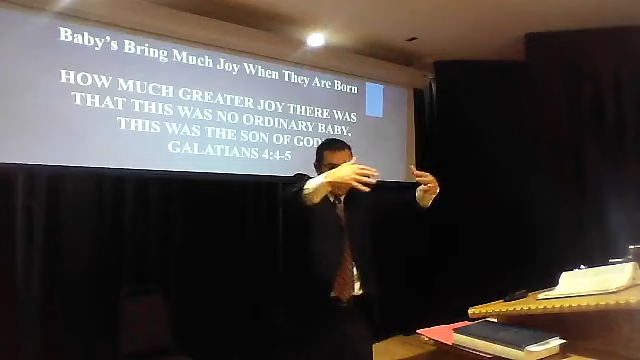 Baby's Bring Much Joy When They Are Born
HOW MUCH GREATER JOY THERE WAS
THAT THIS WAS NO ORDINARY BABY,
THIS WAS THE SON OF GOD
GALATIANS 4:4-5